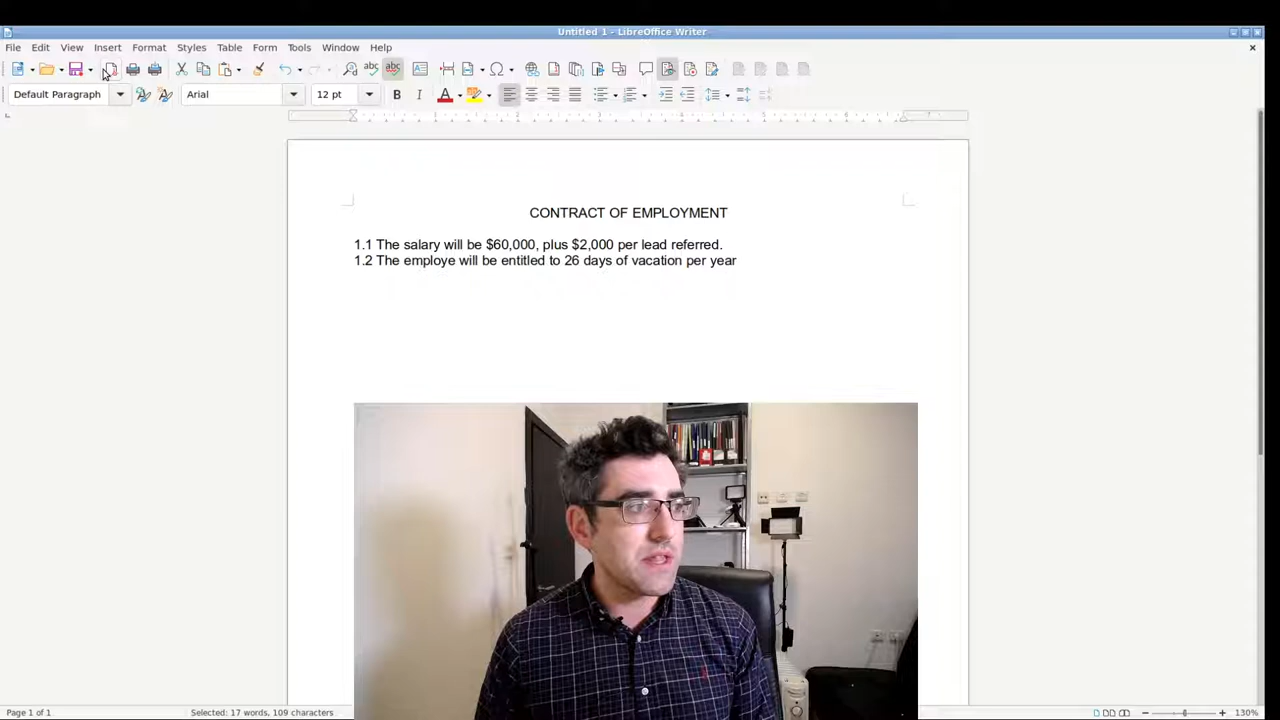 Untitled 1 - LibreOffice Writer
File Edit View Insert Format Styles Table Form Tools Window Help
Default Paragraph Arial 12 pt
CONTRACT OF EMPLOYMENT
1.1 The salary will be $60,000, plus $2,000 per lead referred.
1.2 The employe will be entitled to 26 days of vacation per year
Page 1 of 1 Selected: 17 words, 109 characters 130%